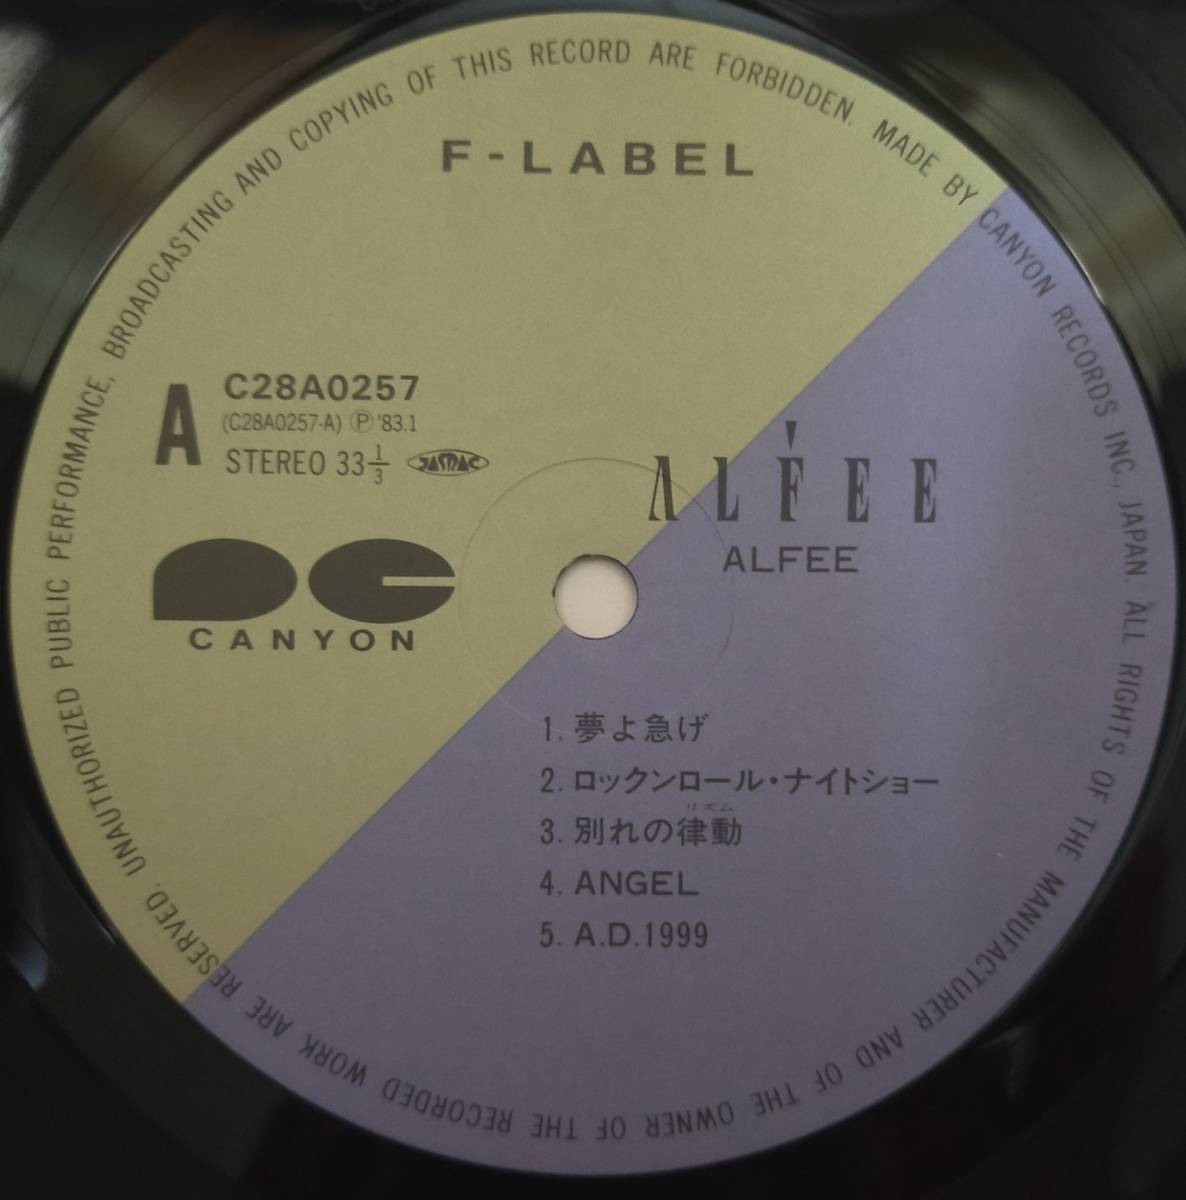 UNAUTHORIZED PUBLIC PERFORMANCE, BROADCASTING AND COPYING OF THIS RECORD ARE FORBIDDEN. MADE BY CANYON RECORDS INC., JAPAN. ALL RIGHTS OF THE MANUFACTURER AND OF THE OWNER OF THE RECORDED WORK ARE RESERVED.
F-LABEL
A
C28A0257
(C28A0257-A) Ⓟ '83.1
STEREO 33 1/3 JASRAC
CANYON
ALFEE
ALFEE
1. 夢よ急げ
2. ロックンロール・ナイトショー
リズム
3. 別れの律動
4. ANGEL
5. A.D.1999